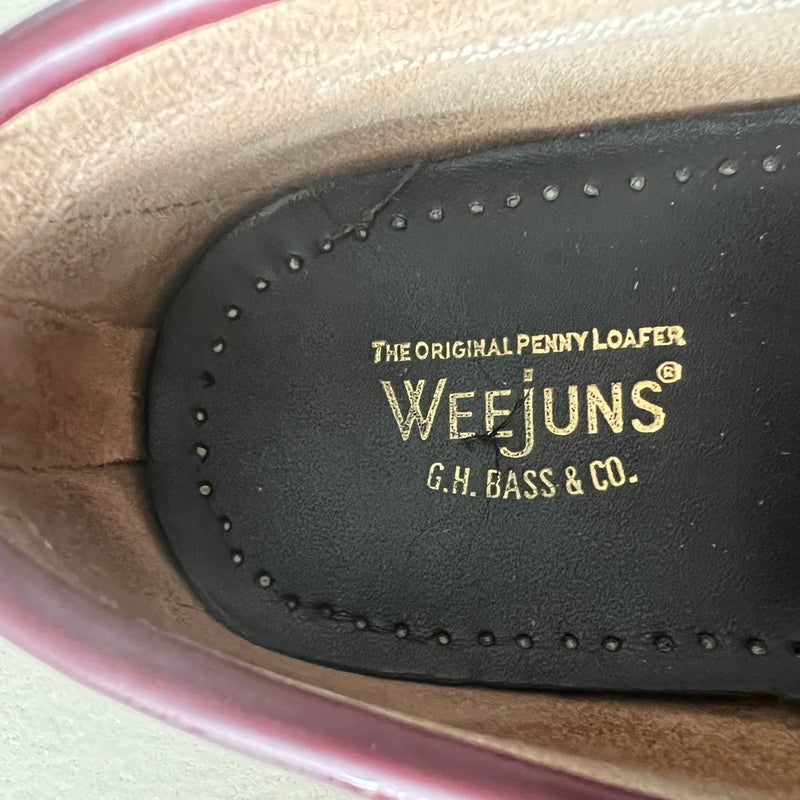 THE ORIGINAL PENNY LOAFER
WEEjUNS®
G.H. BASS & CO.